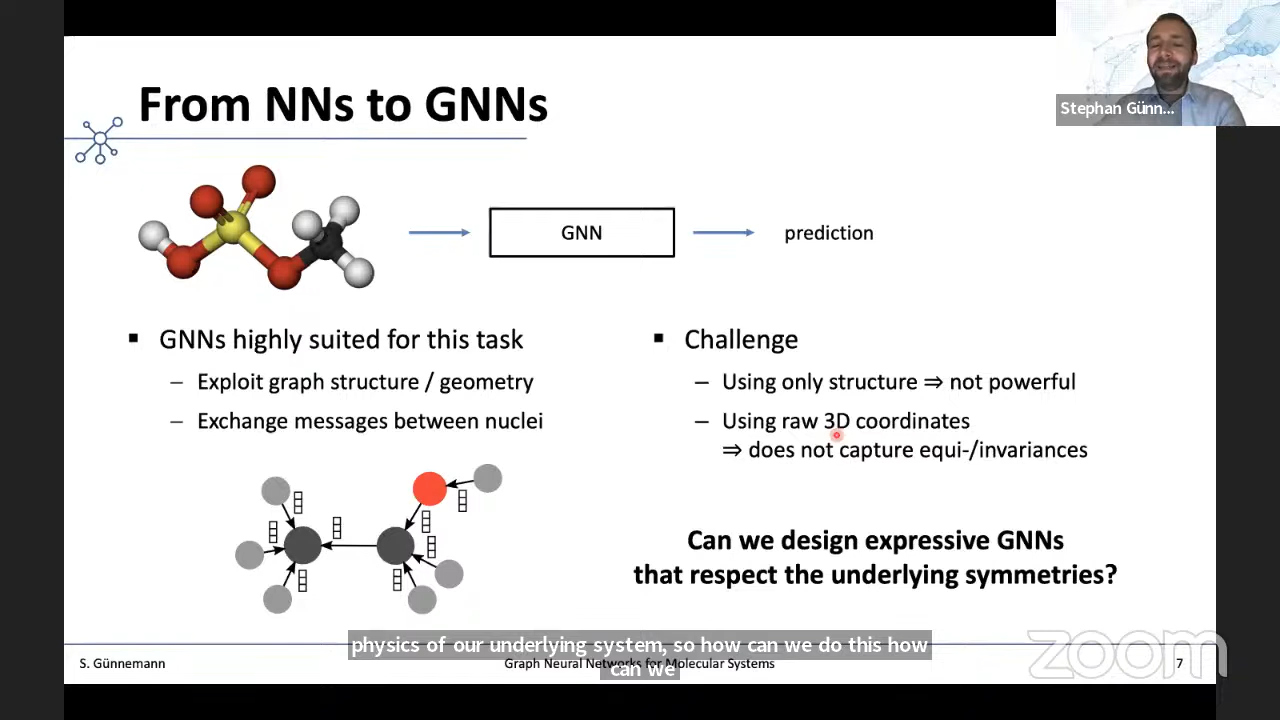 From NNs to GNNs
Stephan Günn...
GNN
prediction
▪ GNNs highly suited for this task
– Exploit graph structure / geometry
– Exchange messages between nuclei
▪ Challenge
– Using only structure ⇒ not powerful
– Using raw 3D coordinates
⇒ does not capture equi-/invariances
Can we design expressive GNNs
that respect the underlying symmetries?
physics of our underlying system, so how can we do this how
can we
S. Günnemann
Graph Neural Networks for Molecular Systems
7
zoom